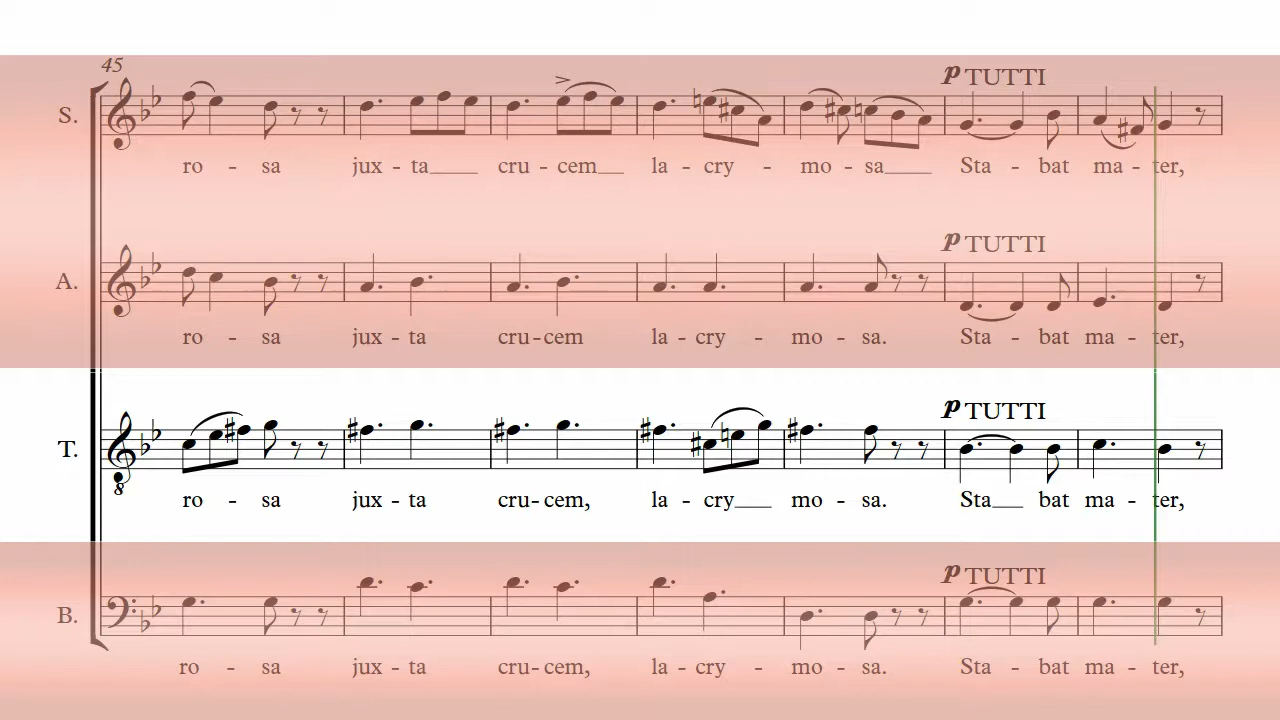 45
p TUTTI
S.
ro - sa jux - ta cru - cem la - cry - mo - sa Sta - bat ma - ter,
p TUTTI
A.
ro - sa jux - ta cru - cem la - cry - mo - sa. Sta - bat ma - ter,
p TUTTI
T.
8
ro - sa jux - ta cru - cem, la - cry mo - sa. Sta bat ma - ter,
p TUTTI
B.
ro - sa jux - ta cru - cem, la - cry - mo - sa. Sta - bat ma - ter,